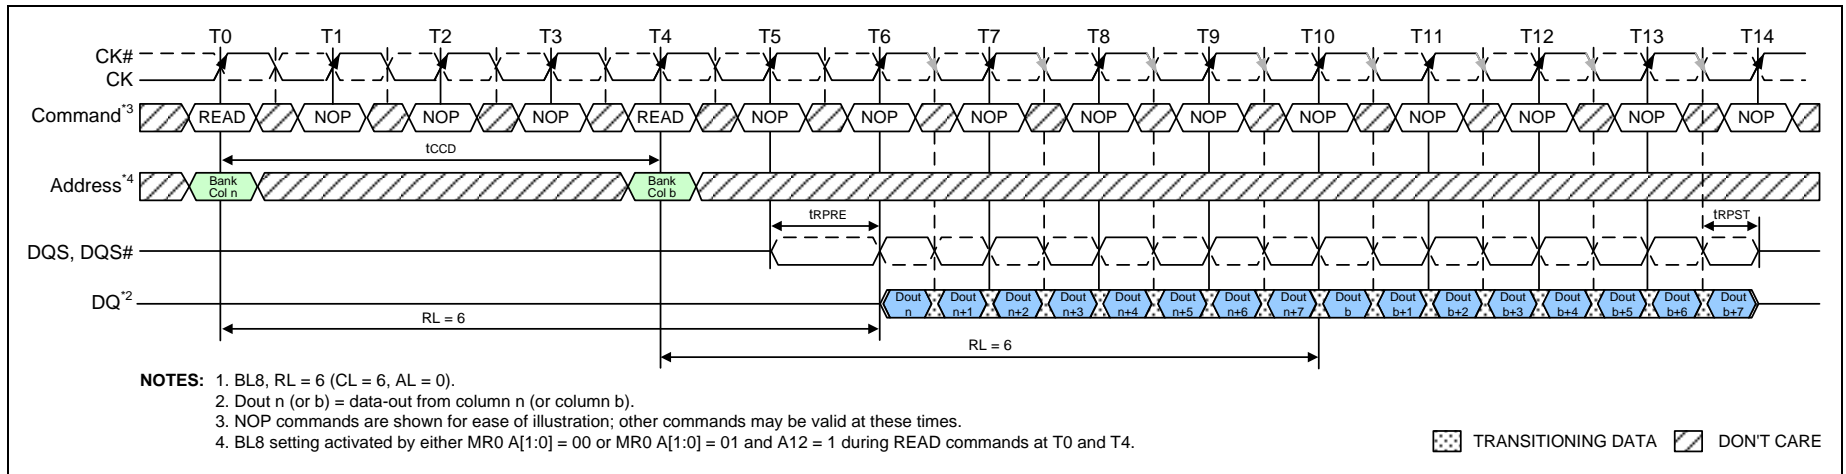 T0 T1 T2 T3 T4 T5 T6 T7 T8 T9 T10 T11 T12 T13 T14
CK#
CK
Command*3 READ NOP NOP NOP READ NOP NOP NOP NOP NOP NOP NOP NOP NOP NOP
tCCD
Address*4 Bank Col n Bank Col b
tRPRE tRPST
DQS, DQS#
DQ*2 Dout n Dout n+1 Dout n+2 Dout n+3 Dout n+4 Dout n+5 Dout n+6 Dout n+7 Dout b Dout b+1 Dout b+2 Dout b+3 Dout b+4 Dout b+5 Dout b+6 Dout b+7
RL = 6
RL = 6
NOTES: 1. BL8, RL = 6 (CL = 6, AL = 0).
2. Dout n (or b) = data-out from column n (or column b).
3. NOP commands are shown for ease of illustration; other commands may be valid at these times.
4. BL8 setting activated by either MR0 A[1:0] = 00 or MR0 A[1:0] = 01 and A12 = 1 during READ commands at T0 and T4.
TRANSITIONING DATA DON'T CARE